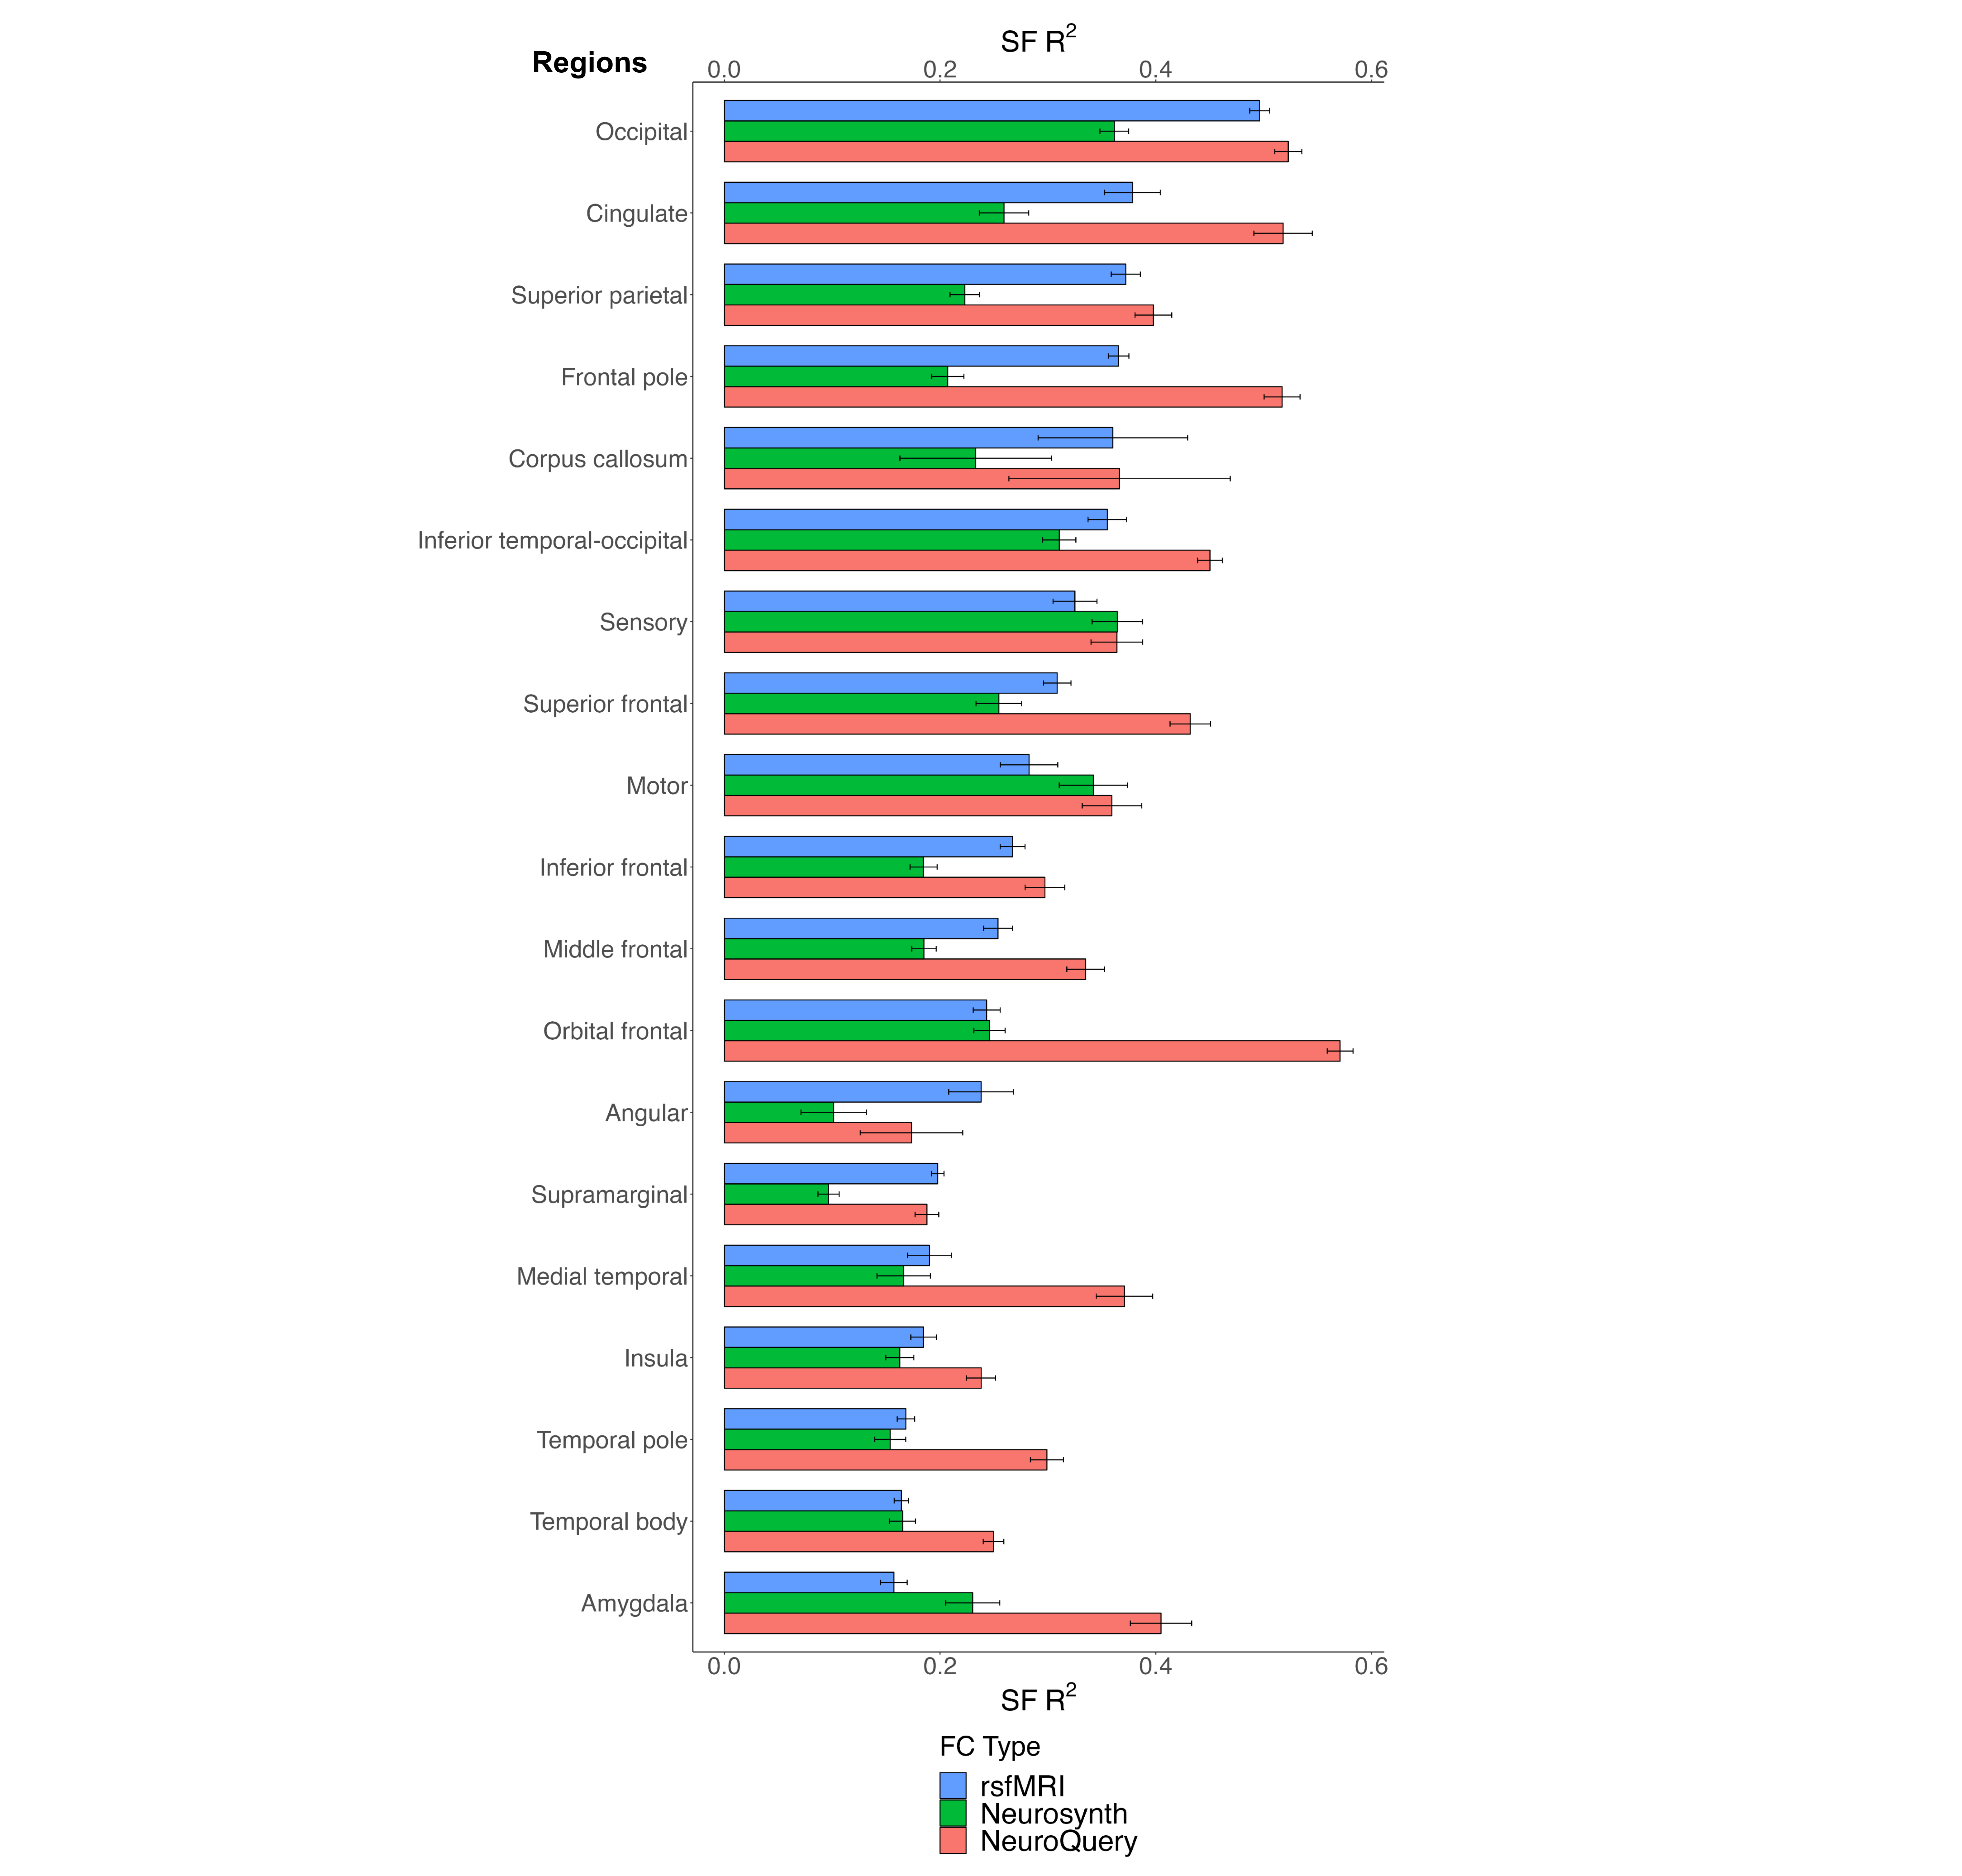 SF R²
Regions
0.0 0.2 0.4 0.6
Occipital
Cingulate
Superior parietal
Frontal pole
Corpus callosum
Inferior temporal-occipital
Sensory
Superior frontal
Motor
Inferior frontal
Middle frontal
Orbital frontal
Angular
Supramarginal
Medial temporal
Insula
Temporal pole
Temporal body
Amygdala
0.0 0.2 0.4 0.6
SF R²
FC Type
rsfMRI
Neurosynth
NeuroQuery